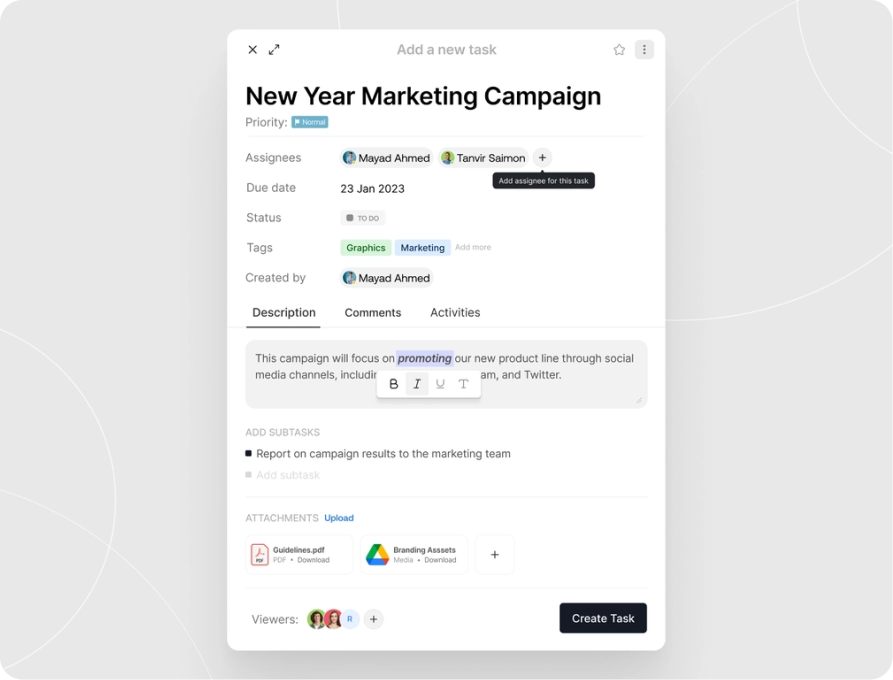 Add a new task
New Year Marketing Campaign
Priority: Normal
Assignees Mayad Ahmed Tanvir Saimon +
Add assignee for this task
Due date 23 Jan 2023
Status TO DO
Tags Graphics Marketing Add more
Created by Mayad Ahmed
Description Comments Activities
This campaign will focus on promoting our new product line through social
media channels, includin am, and Twitter.
B I U T
ADD SUBTASKS
Report on campaign results to the marketing team
Add subtask
ATTACHMENTS Upload
Guidelines.pdf
PDF • Download
Branding Asssets
Media • Download
+
Viewers: R +
Create Task